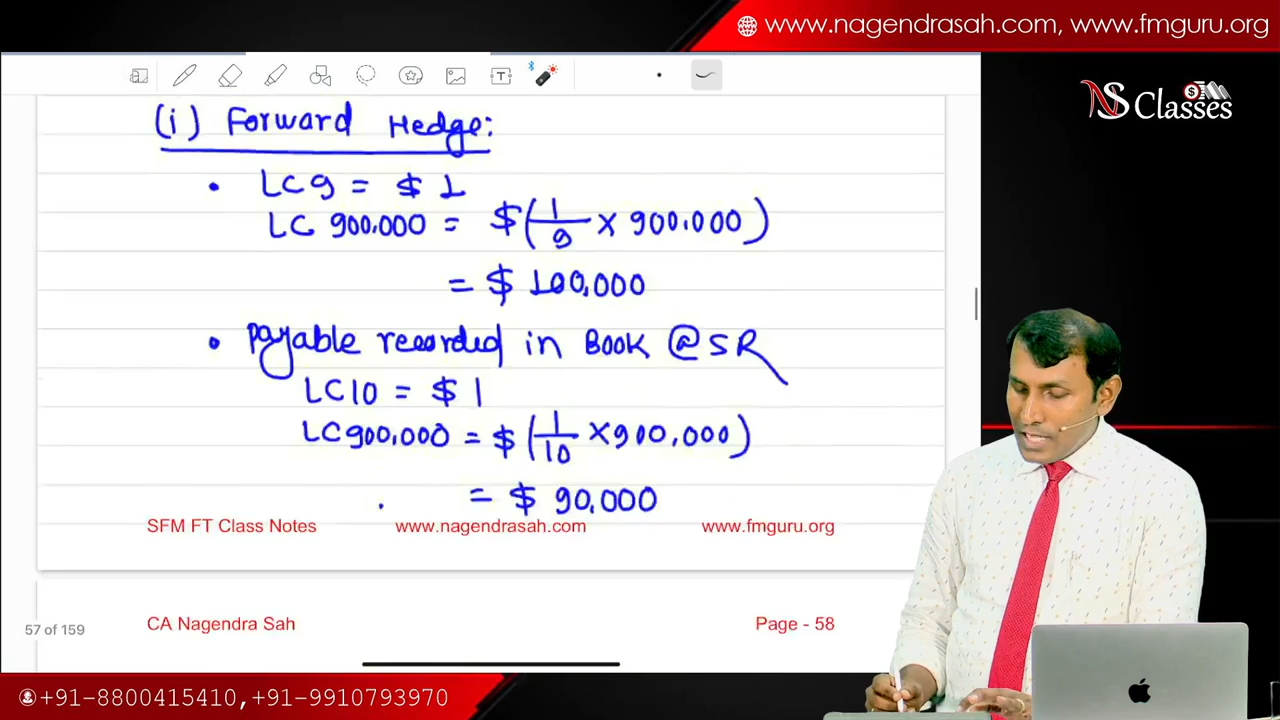 www.nagendrasah.com, www.fmguru.org
NS Classes
(i) Forward Hedge:
• LC9 = $ 1
LC 900,000 = $(1/9 × 900,000)
= $ 100,000
• Payable recorded in Book @ SR
LC10 = $ 1
LC900,000 = $(1/10 × 900,000)
= $ 90,000
SFM FT Class Notes www.nagendrasah.com www.fmguru.org
57 of 159
CA Nagendra Sah Page - 58
+91-8800415410,+91-9910793970